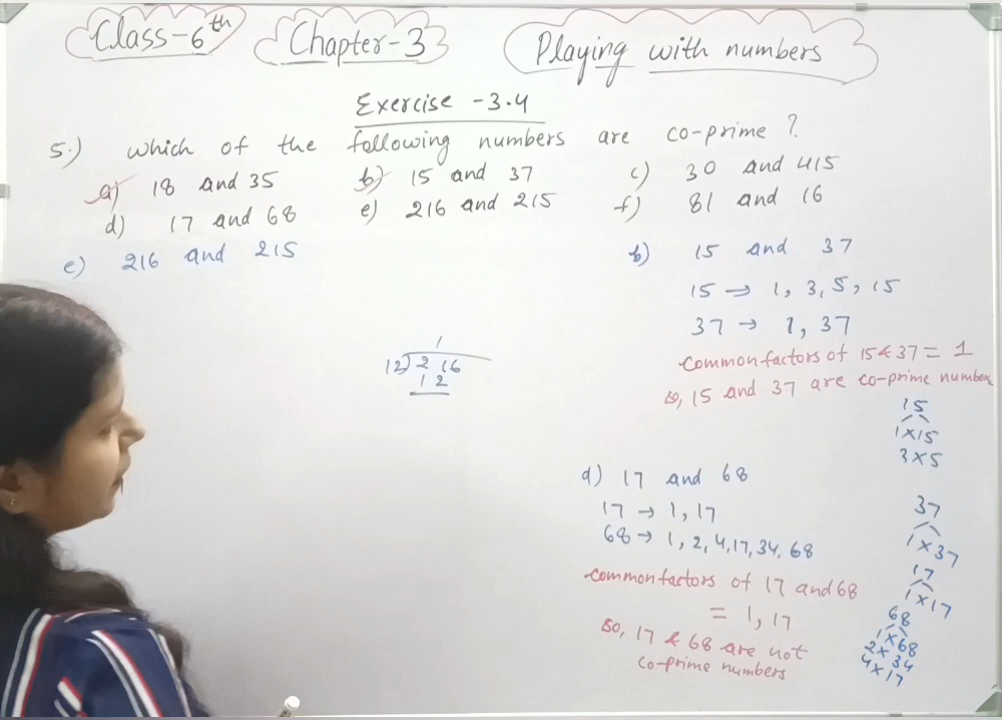 Class-6th Chapter-3 Playing with numbers
Exercise -3.4
5.) which of the following numbers are co-prime ?
a) 18 and 35 b) 15 and 37 c) 30 and 415
d) 17 and 68 e) 216 and 215 f) 81 and 16
e) 216 and 215
1
12)216
12
b) 15 and 37
15 → 1, 3, 5, 15
37 → 1, 37
Common factors of 15 & 37 = 1
so, 15 and 37 are co-prime number
15
1×15
3×5
d) 17 and 68
17 → 1, 17
68 → 1, 2, 4, 17, 34, 68
common factors of 17 and 68
= 1, 17
so, 17 & 68 are not
co-prime numbers
37
1×37
17
1×17
68
1×68
2×34
4×17